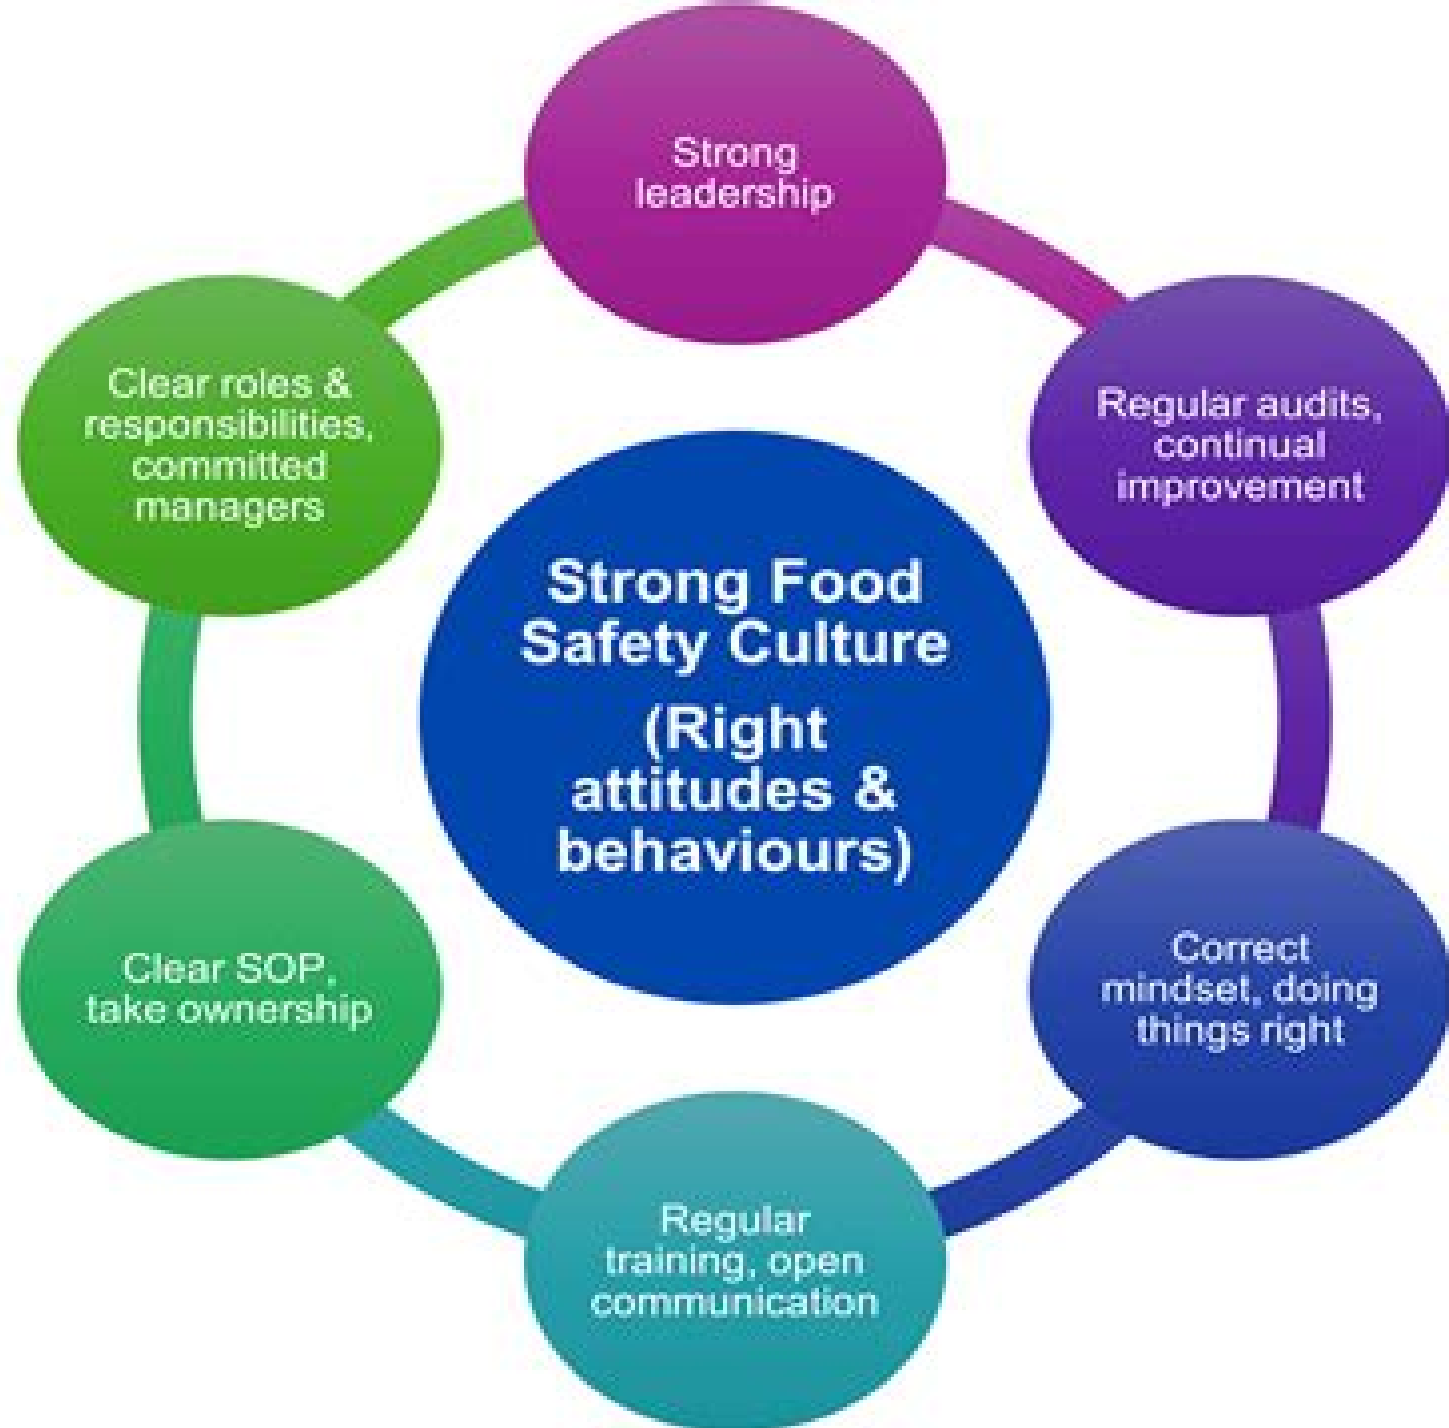 Strong
leadership
Regular audits,
continual
improvement
Correct
mindset, doing
things right
Regular
training, open
communication
Clear SOP,
take ownership
Clear roles &
responsibilities,
committed
managers
Strong Food
Safety Culture
(Right
attitudes &
behaviours)